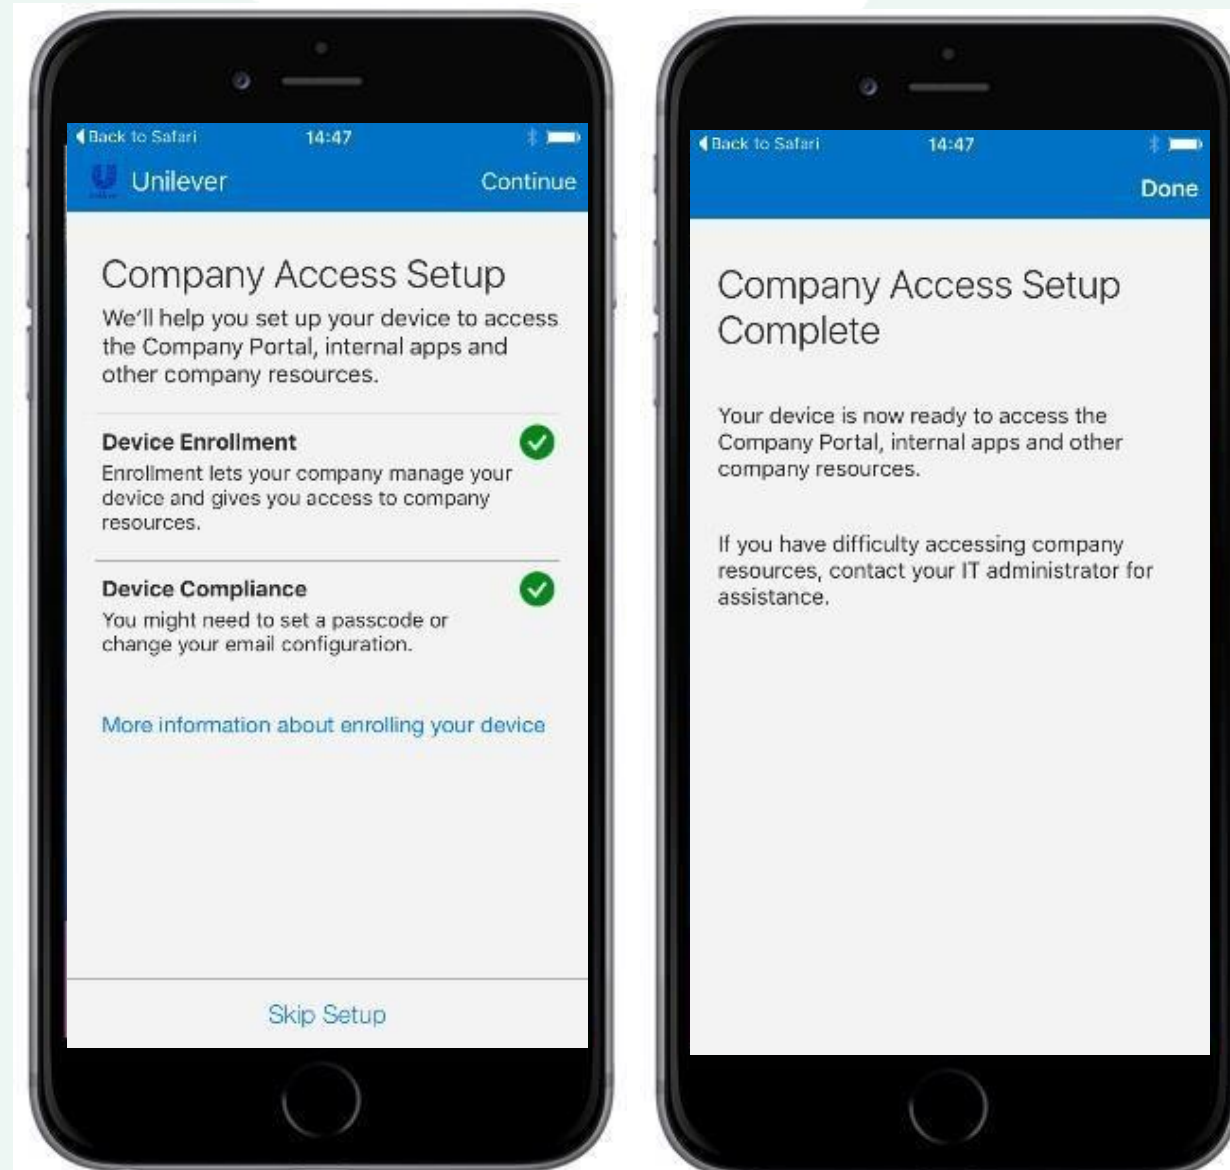 Back to Safari 14:47
Unilever Continue
Company Access Setup
We'll help you set up your device to access
the Company Portal, internal apps and
other company resources.
Device Enrollment
Enrollment lets your company manage your
device and gives you access to company
resources.
Device Compliance
You might need to set a passcode or
change your email configuration.
More information about enrolling your device
Skip Setup
Back to Safari 14:47
Done
Company Access Setup
Complete
Your device is now ready to access the
Company Portal, internal apps and other
company resources.
If you have difficulty accessing company
resources, contact your IT administrator for
assistance.